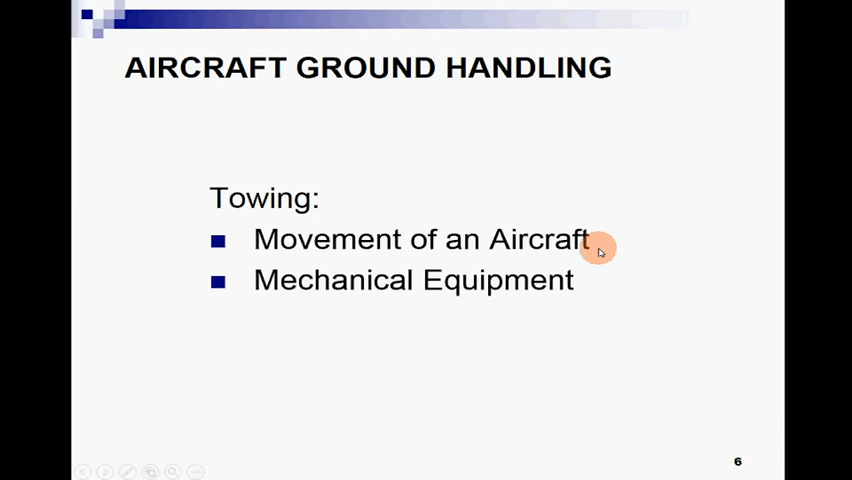 AIRCRAFT GROUND HANDLING
Towing:
Movement of an Aircraft
Mechanical Equipment
6